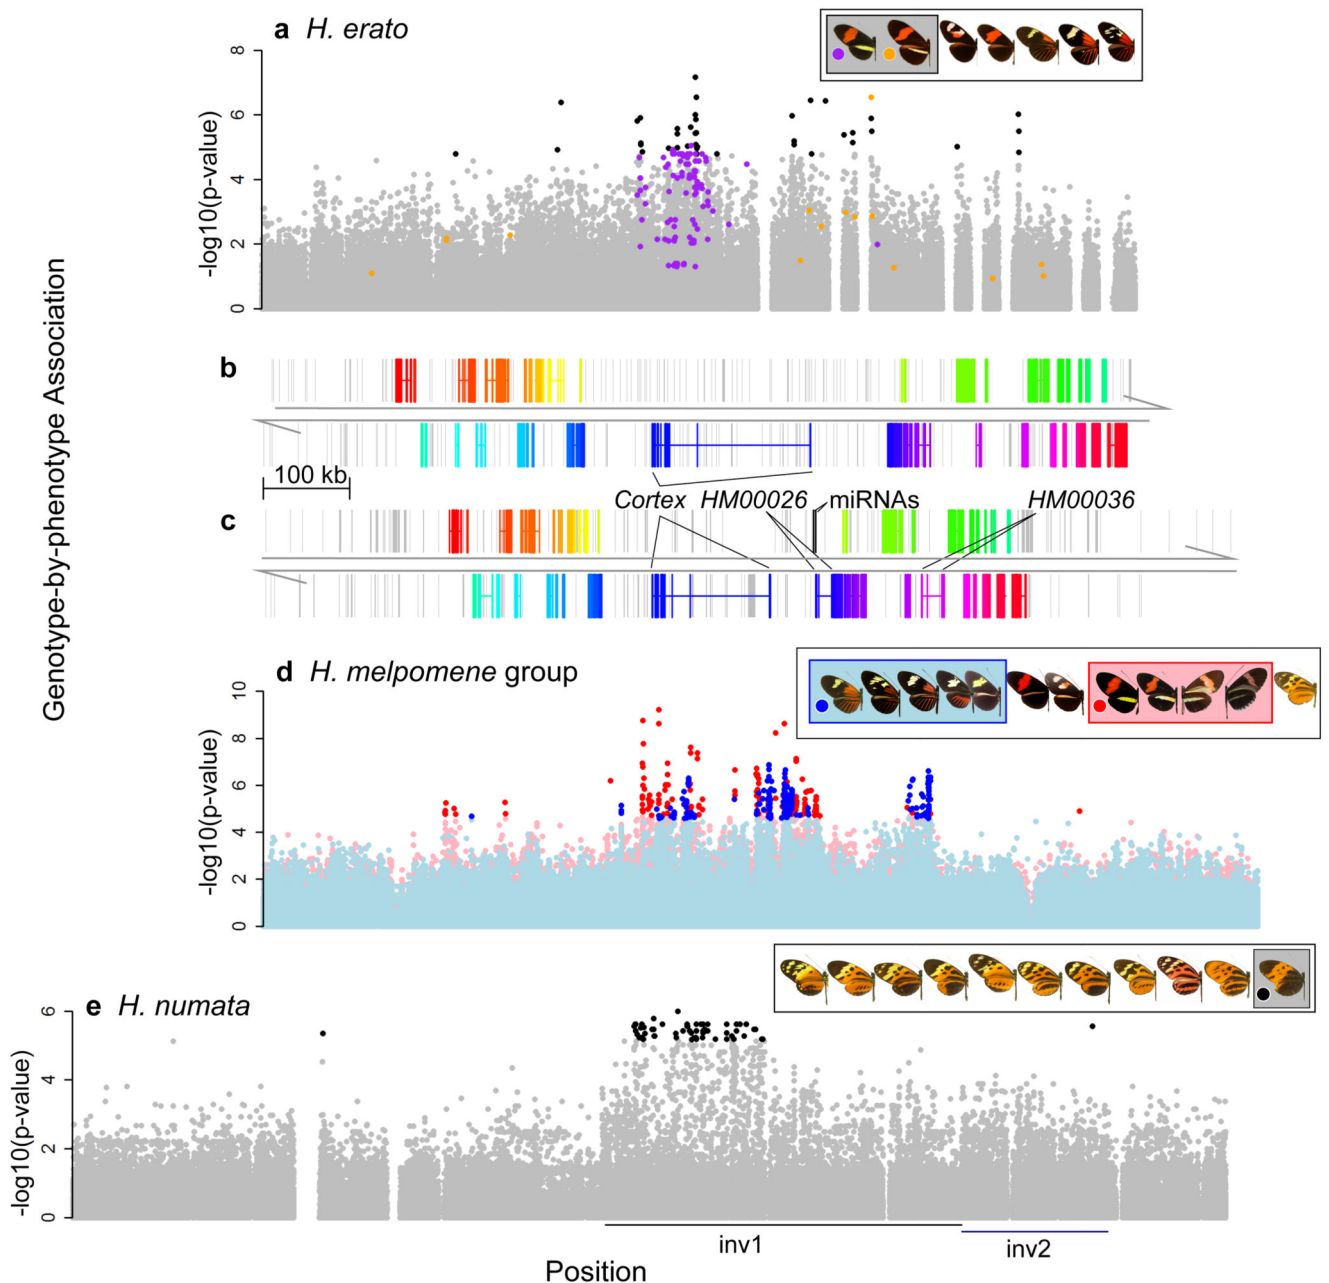 a H. erato
8
6
4
2
0
-log10(p-value)
Genotype-by-phenotype Association
b
100 kb
Cortex HM00026 miRNAs HM00036
c
d H. melpomene group
10
8
6
4
2
0
-log10(p-value)
e H. numata
6
4
2
0
-log10(p-value)
inv1
inv2
Position